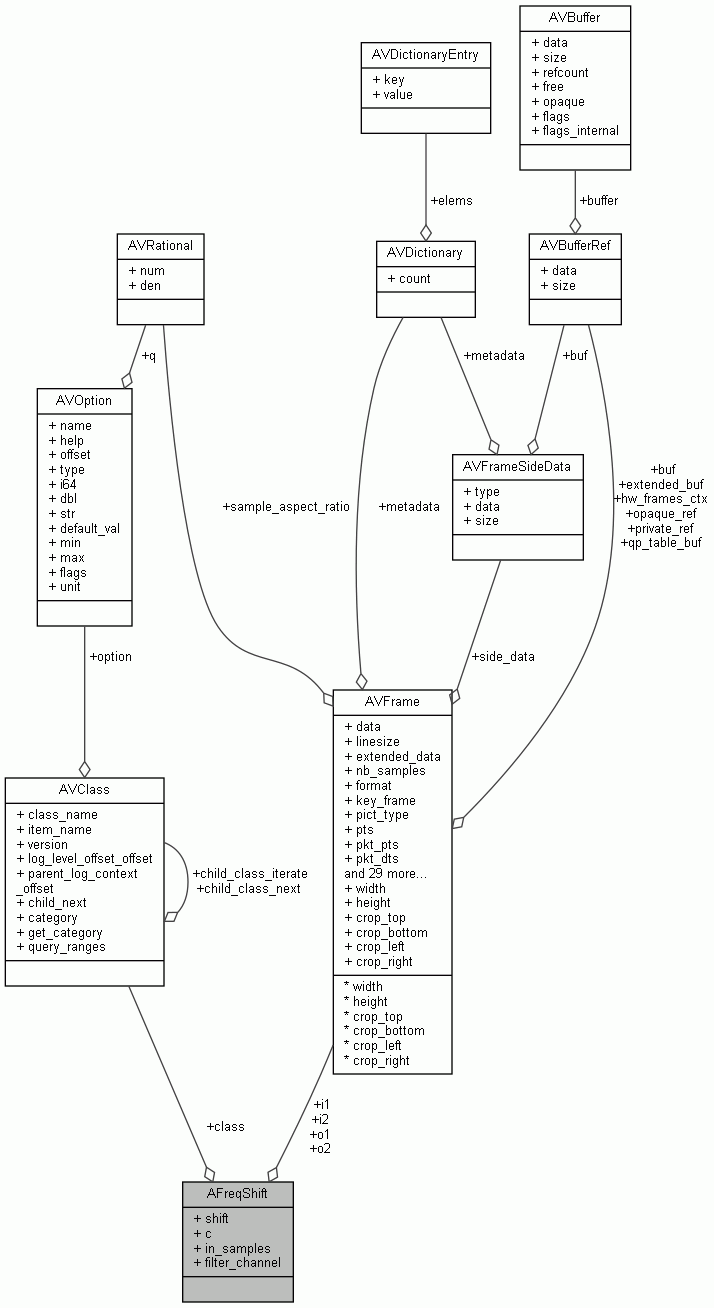 AVBuffer
+ data
+ size
+ refcount
+ free
+ opaque
+ flags
+ flags_internal
AVDictionaryEntry
+ key
+ value
+elems
+buffer
AVRational
+ num
+ den
AVDictionary
+ count
AVBufferRef
+ data
+ size
+q
+metadata
+buf
AVOption
+ name
+ help
+ offset
+ type
+ i64
+ dbl
+ str
+ default_val
+ min
+ max
+ flags
+ unit
AVFrameSideData
+ type
+ data
+ size
+sample_aspect_ratio
+metadata
+buf
+extended_buf
+hw_frames_ctx
+opaque_ref
+private_ref
+qp_table_buf
+option
+side_data
AVFrame
+ data
+ linesize
+ extended_data
+ nb_samples
+ format
+ key_frame
+ pict_type
+ pts
+ pkt_pts
+ pkt_dts
and 29 more...
+ width
+ height
+ crop_top
+ crop_bottom
+ crop_left
+ crop_right
* width
* height
* crop_top
* crop_bottom
* crop_left
* crop_right
AVClass
+ class_name
+ item_name
+ version
+ log_level_offset_offset
+ parent_log_context
_offset
+ child_next
+ category
+ get_category
+ query_ranges
+child_class_iterate
+child_class_next
+class
+i1
+i2
+o1
+o2
AFreqShift
+ shift
+ c
+ in_samples
+ filter_channel